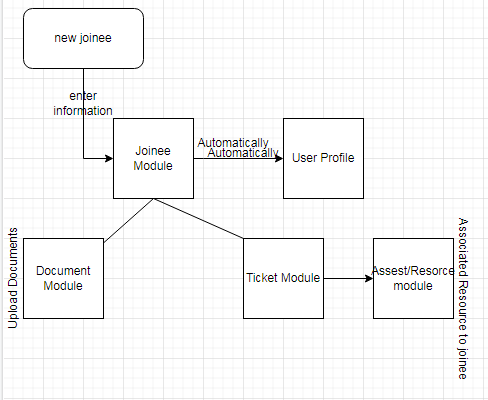 new joinee
enter
information
Joinee
Module
Automatically
Automatically
User Profile
Upload Documents
Document
Module
Ticket Module
Assest/Resorce
module
Associated Resource to joinee